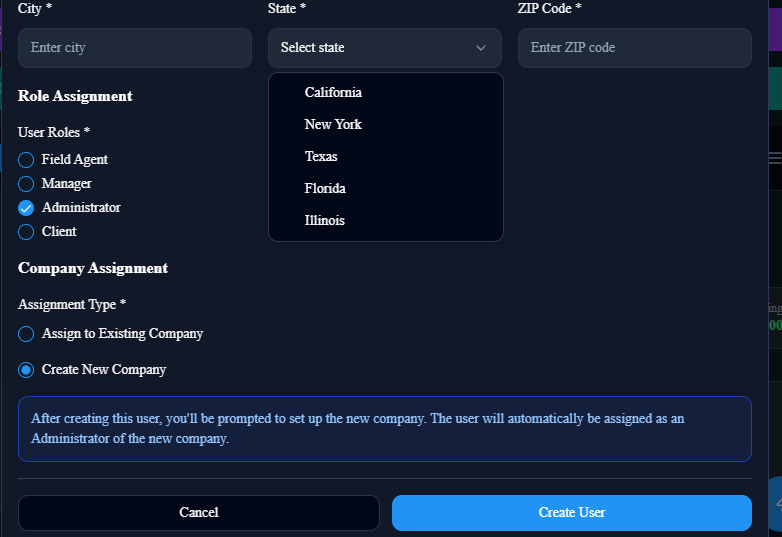 City *
State *
ZIP Code *
Enter city
Select state
Enter ZIP code
California
New York
Texas
Florida
Illinois
Role Assignment
User Roles *
Field Agent
Manager
Administrator
Client
Company Assignment
Assignment Type *
Assign to Existing Company
Create New Company
After creating this user, you'll be prompted to set up the new company. The user will automatically be assigned as an
Administrator of the new company.
Cancel
Create User